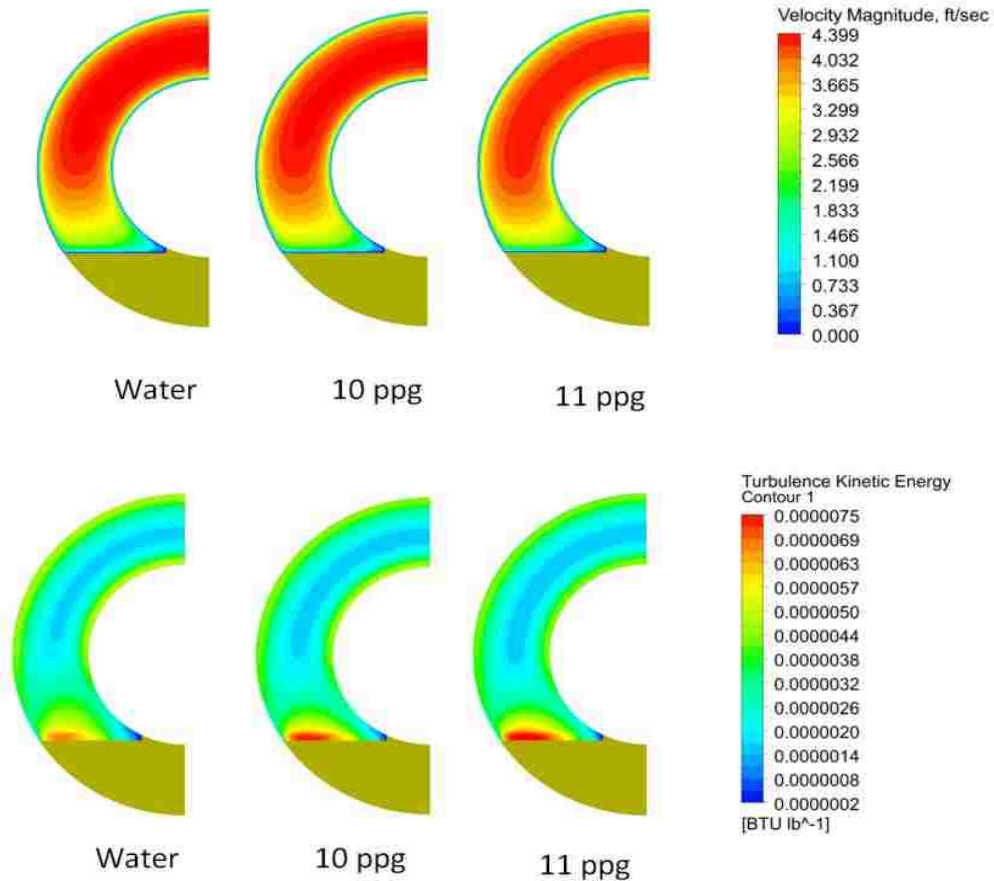 Velocity Magnitude, ft/sec
4.399
4.032
3.665
3.299
2.932
2.566
2.199
1.833
1.466
1.100
0.733
0.367
0.000
Water
10 ppg
11 ppg
Turbulence Kinetic Energy
Contour 1
0.0000075
0.0000069
0.0000063
0.0000057
0.0000050
0.0000044
0.0000038
0.0000032
0.0000026
0.0000020
0.0000014
0.0000008
0.0000002
[BTU lb^-1]
Water
10 ppg
11 ppg